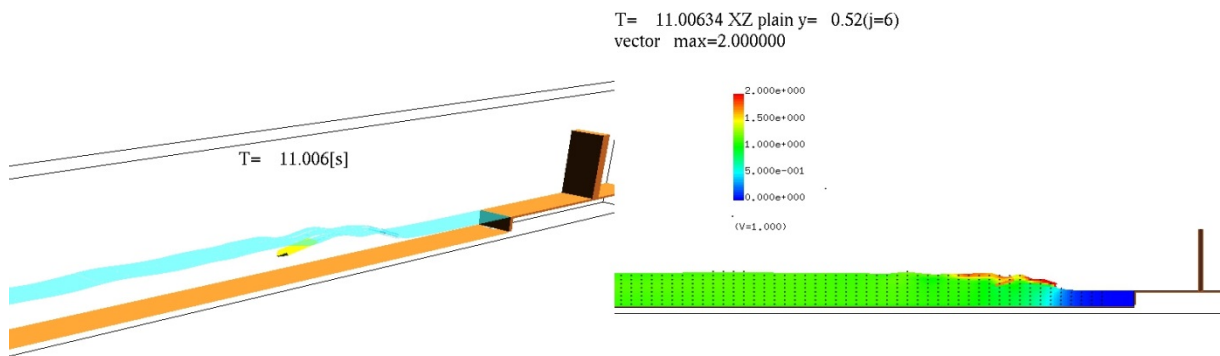 T= 11.006[s]
T= 11.00634 XZ plain y= 0.52(j=6)
vector max=2.000000
2.000e+000
1.500e+000
1.000e+000
5.000e-001
0.000e+000
(V=1.000)